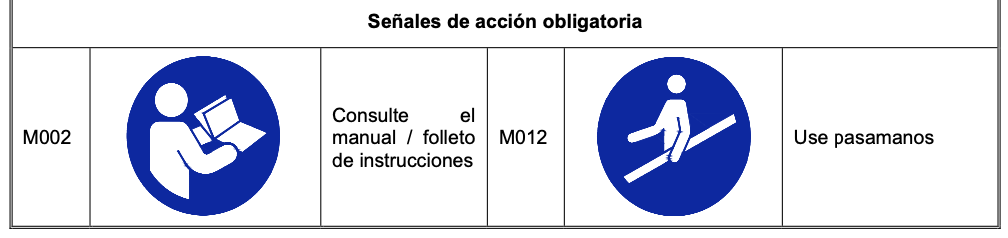 Señales de acción obligatoria
M002
Consulte el
manual / folleto
de instrucciones
M012
Use pasamanos